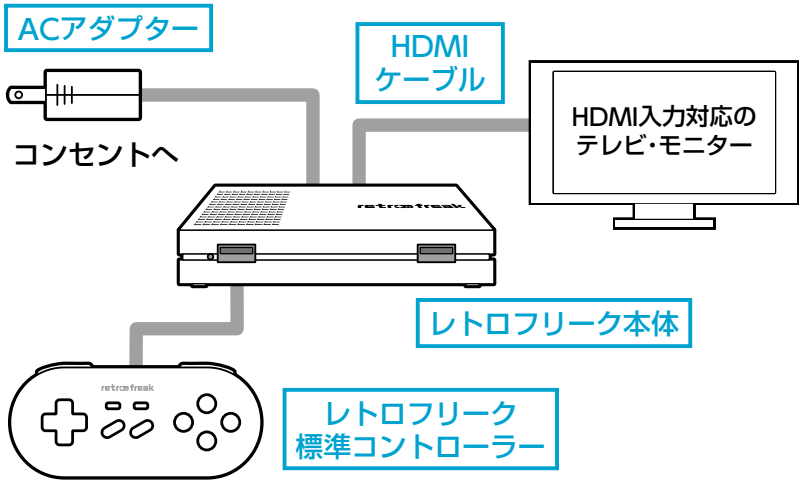 ACアダプター
HDMI
ケーブル
HDMI入力対応の
テレビ・モニター
コンセントへ
retro freak
レトロフリーク本体
retro freak
レトロフリーク
標準コントローラー